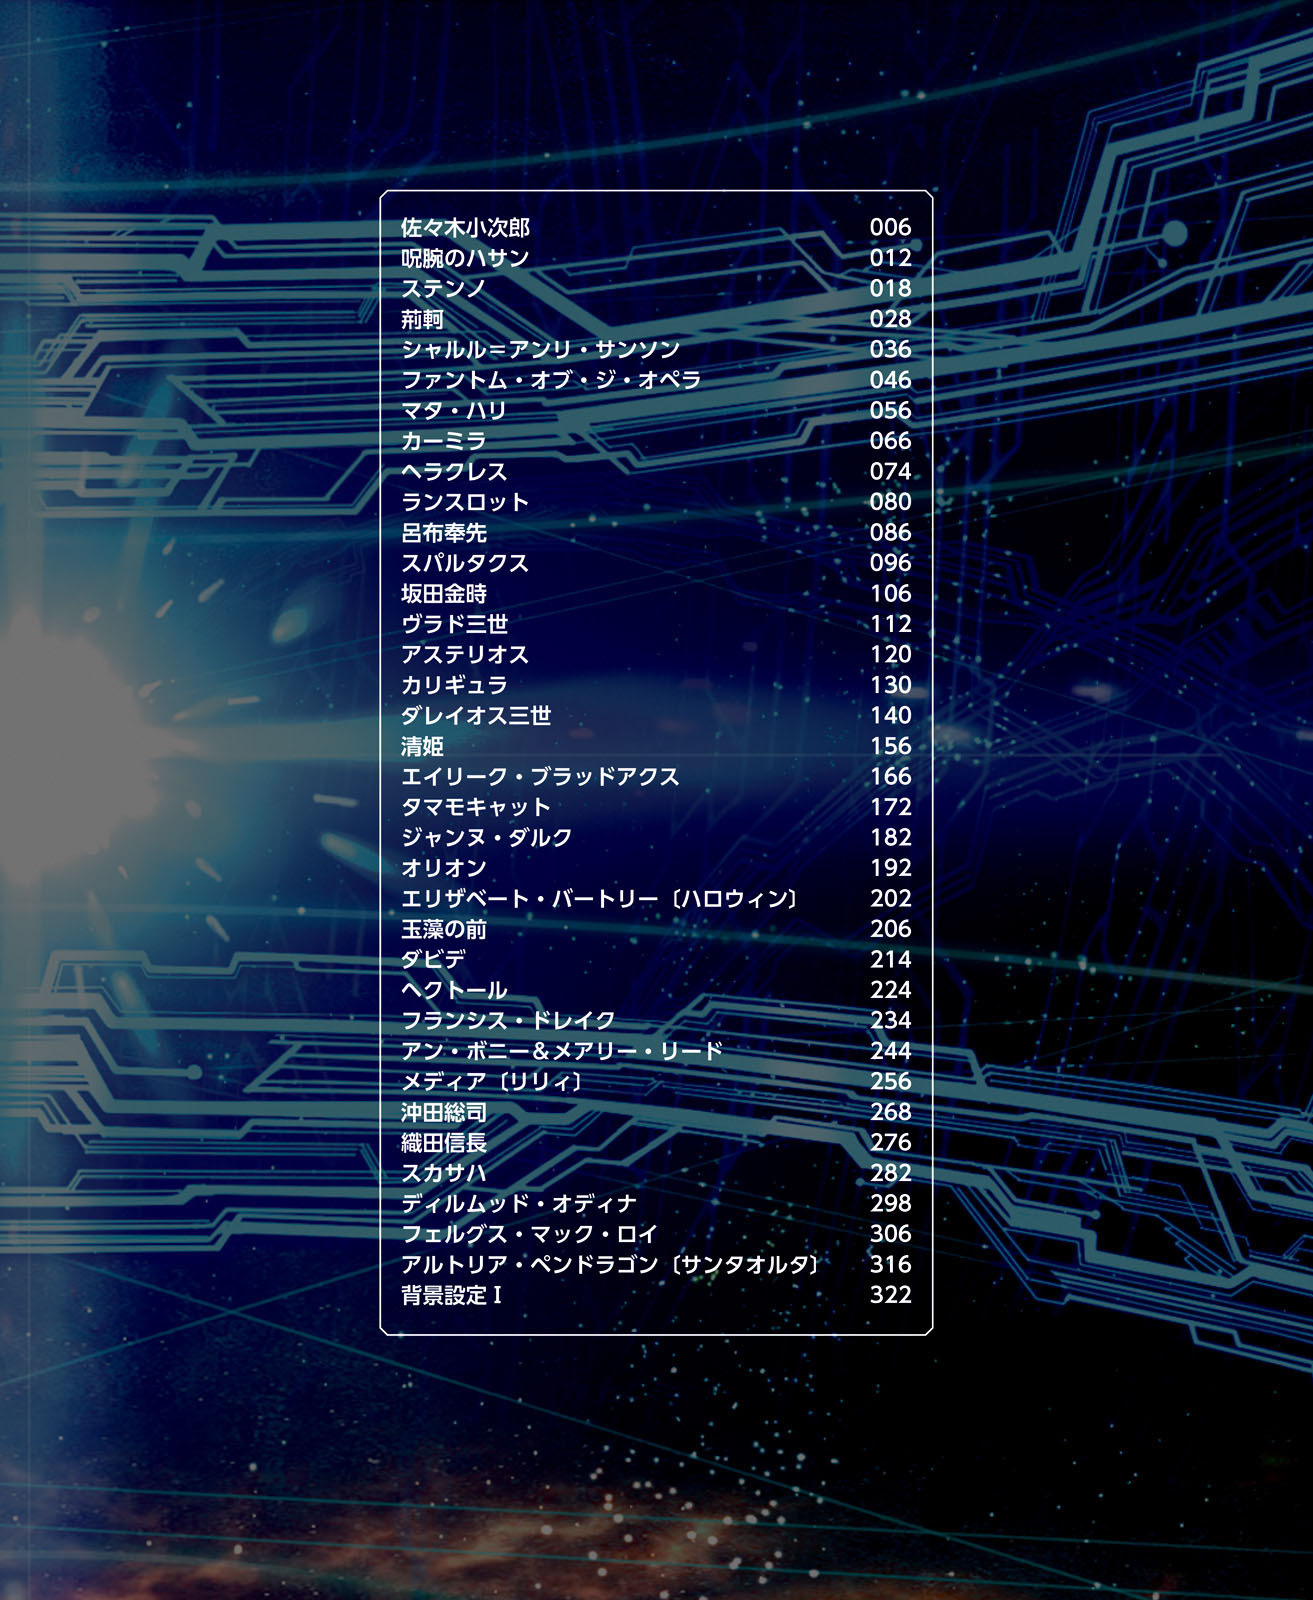 佐々木小次郎 006
呪腕のハサン 012
ステンノ 018
荊軻 028
シャルル＝アンリ・サンソン 036
ファントム・オブ・ジ・オペラ 046
マタ・ハリ 056
カーミラ 066
ヘラクレス 074
ランスロット 080
呂布奉先 086
スパルタクス 096
坂田金時 106
ヴラド三世 112
アステリオス 120
カリギュラ 130
ダレイオス三世 140
清姫 156
エイリーク・ブラッドアクス 166
タマモキャット 172
ジャンヌ・ダルク 182
オリオン 192
エリザベート・バートリー〔ハロウィン〕 202
玉藻の前 206
ダビデ 214
ヘクトール 224
フランシス・ドレイク 234
アン・ボニー＆メアリー・リード 244
メディア〔リリィ〕 256
沖田総司 268
織田信長 276
スカサハ 282
ディルムッド・オディナ 298
フェルグス・マック・ロイ 306
アルトリア・ペンドラゴン〔サンタオルタ〕 316
背景設定Ⅰ 322